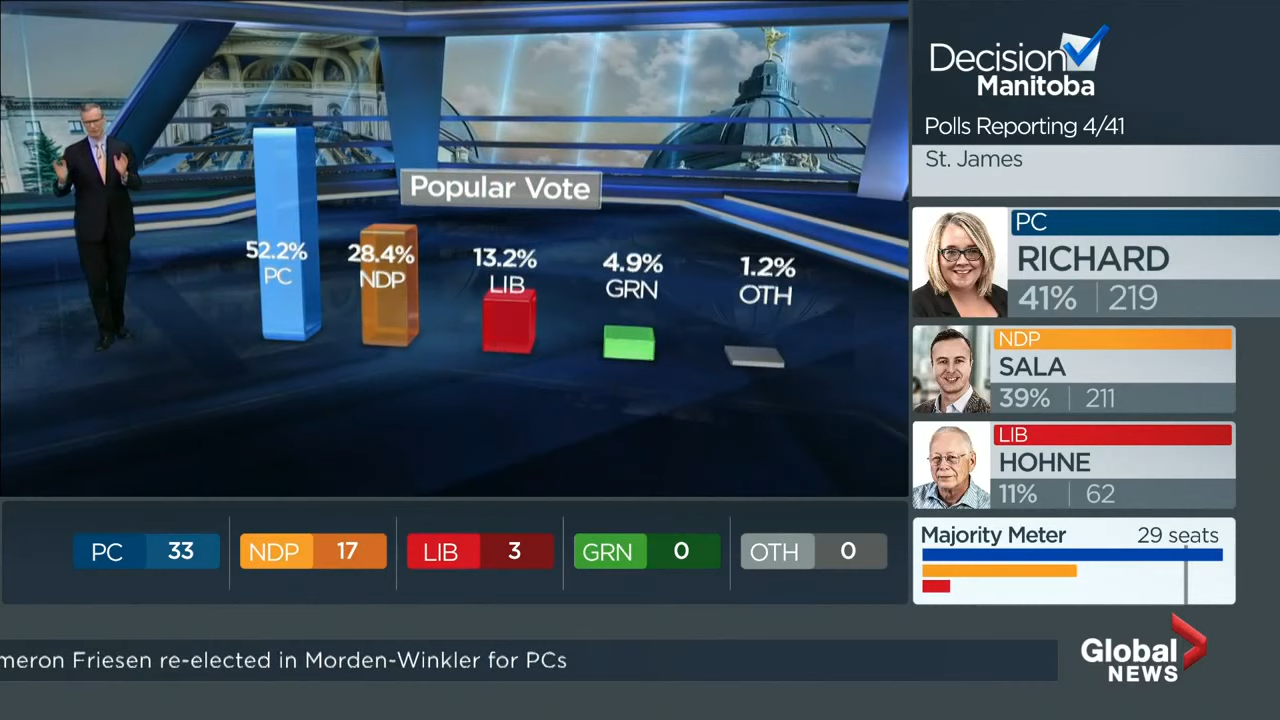 Popular Vote
52.2%
PC
28.4%
NDP
13.2%
LIB
4.9%
GRN
1.2%
OTH
Decision
Manitoba
Polls Reporting 4/41
St. James
PC
RICHARD
41% 219
NDP
SALA
39% 211
LIB
HOHNE
11% 62
Majority Meter 29 seats
PC 33 NDP 17 LIB 3 GRN 0 OTH 0
meron Friesen re-elected in Morden-Winkler for PCs
Global
NEWS